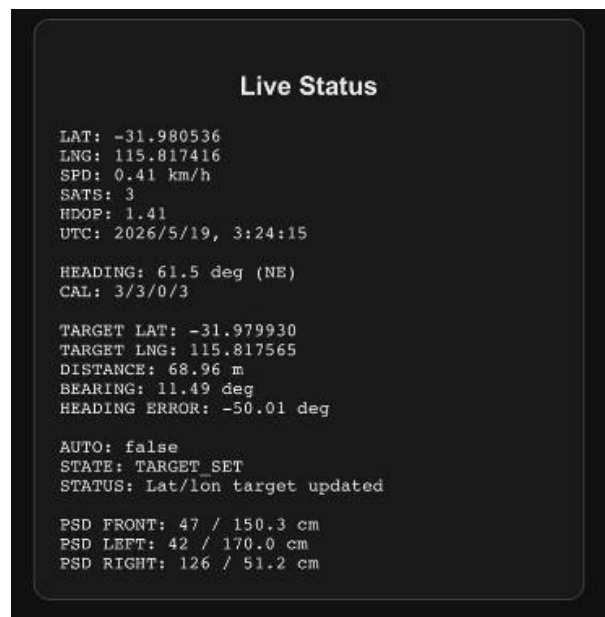 Live Status
LAT: -31.980536
LNG: 115.817416
SPD: 0.41 km/h
SATS: 3
HDOP: 1.41
UTC: 2026/5/19, 3:24:15
HEADING: 61.5 deg (NE)
CAL: 3/3/0/3
TARGET LAT: -31.979930
TARGET LNG: 115.817565
DISTANCE: 68.96 m
BEARING: 11.49 deg
HEADING ERROR: -50.01 deg
AUTO: false
STATE: TARGET_SET
STATUS: Lat/lon target updated
PSD FRONT: 47 / 150.3 cm
PSD LEFT: 42 / 170.0 cm
PSD RIGHT: 126 / 51.2 cm